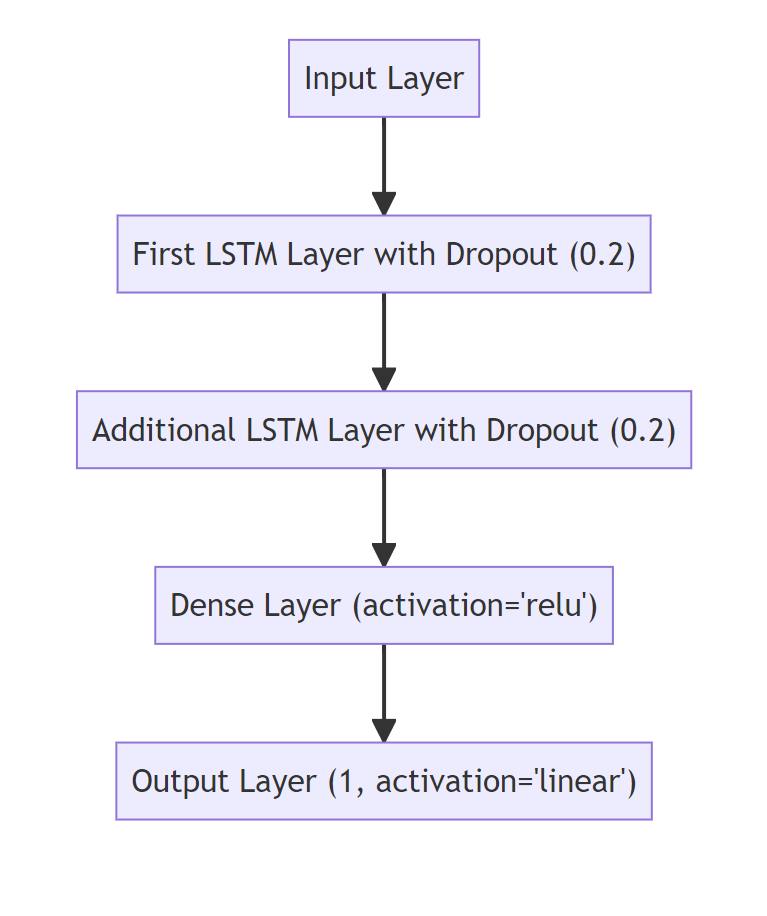 Input Layer
First LSTM Layer with Dropout (0.2)
Additional LSTM Layer with Dropout (0.2)
Dense Layer (activation='relu')
Output Layer (1, activation='linear')